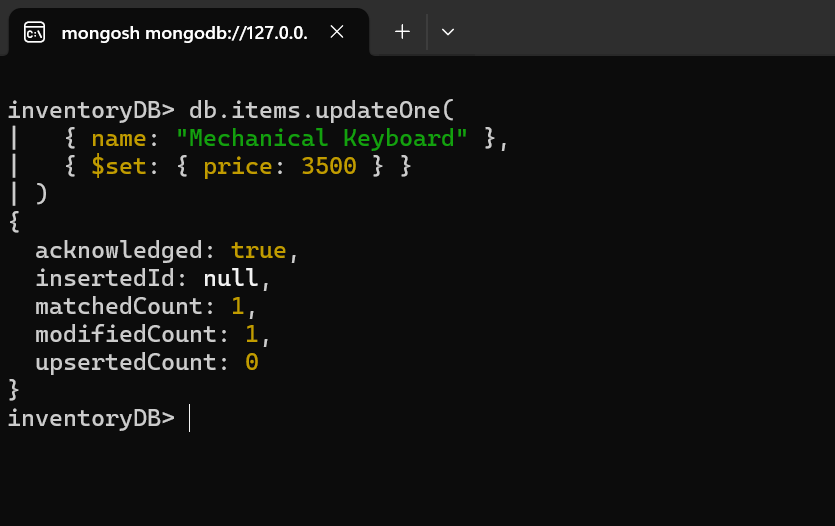 mongosh mongodb://127.0.0.
inventoryDB> db.items.updateOne(
|   { name: "Mechanical Keyboard" },
|   { $set: { price: 3500 } }
| )
{
  acknowledged: true,
  insertedId: null,
  matchedCount: 1,
  modifiedCount: 1,
  upsertedCount: 0
}
inventoryDB>